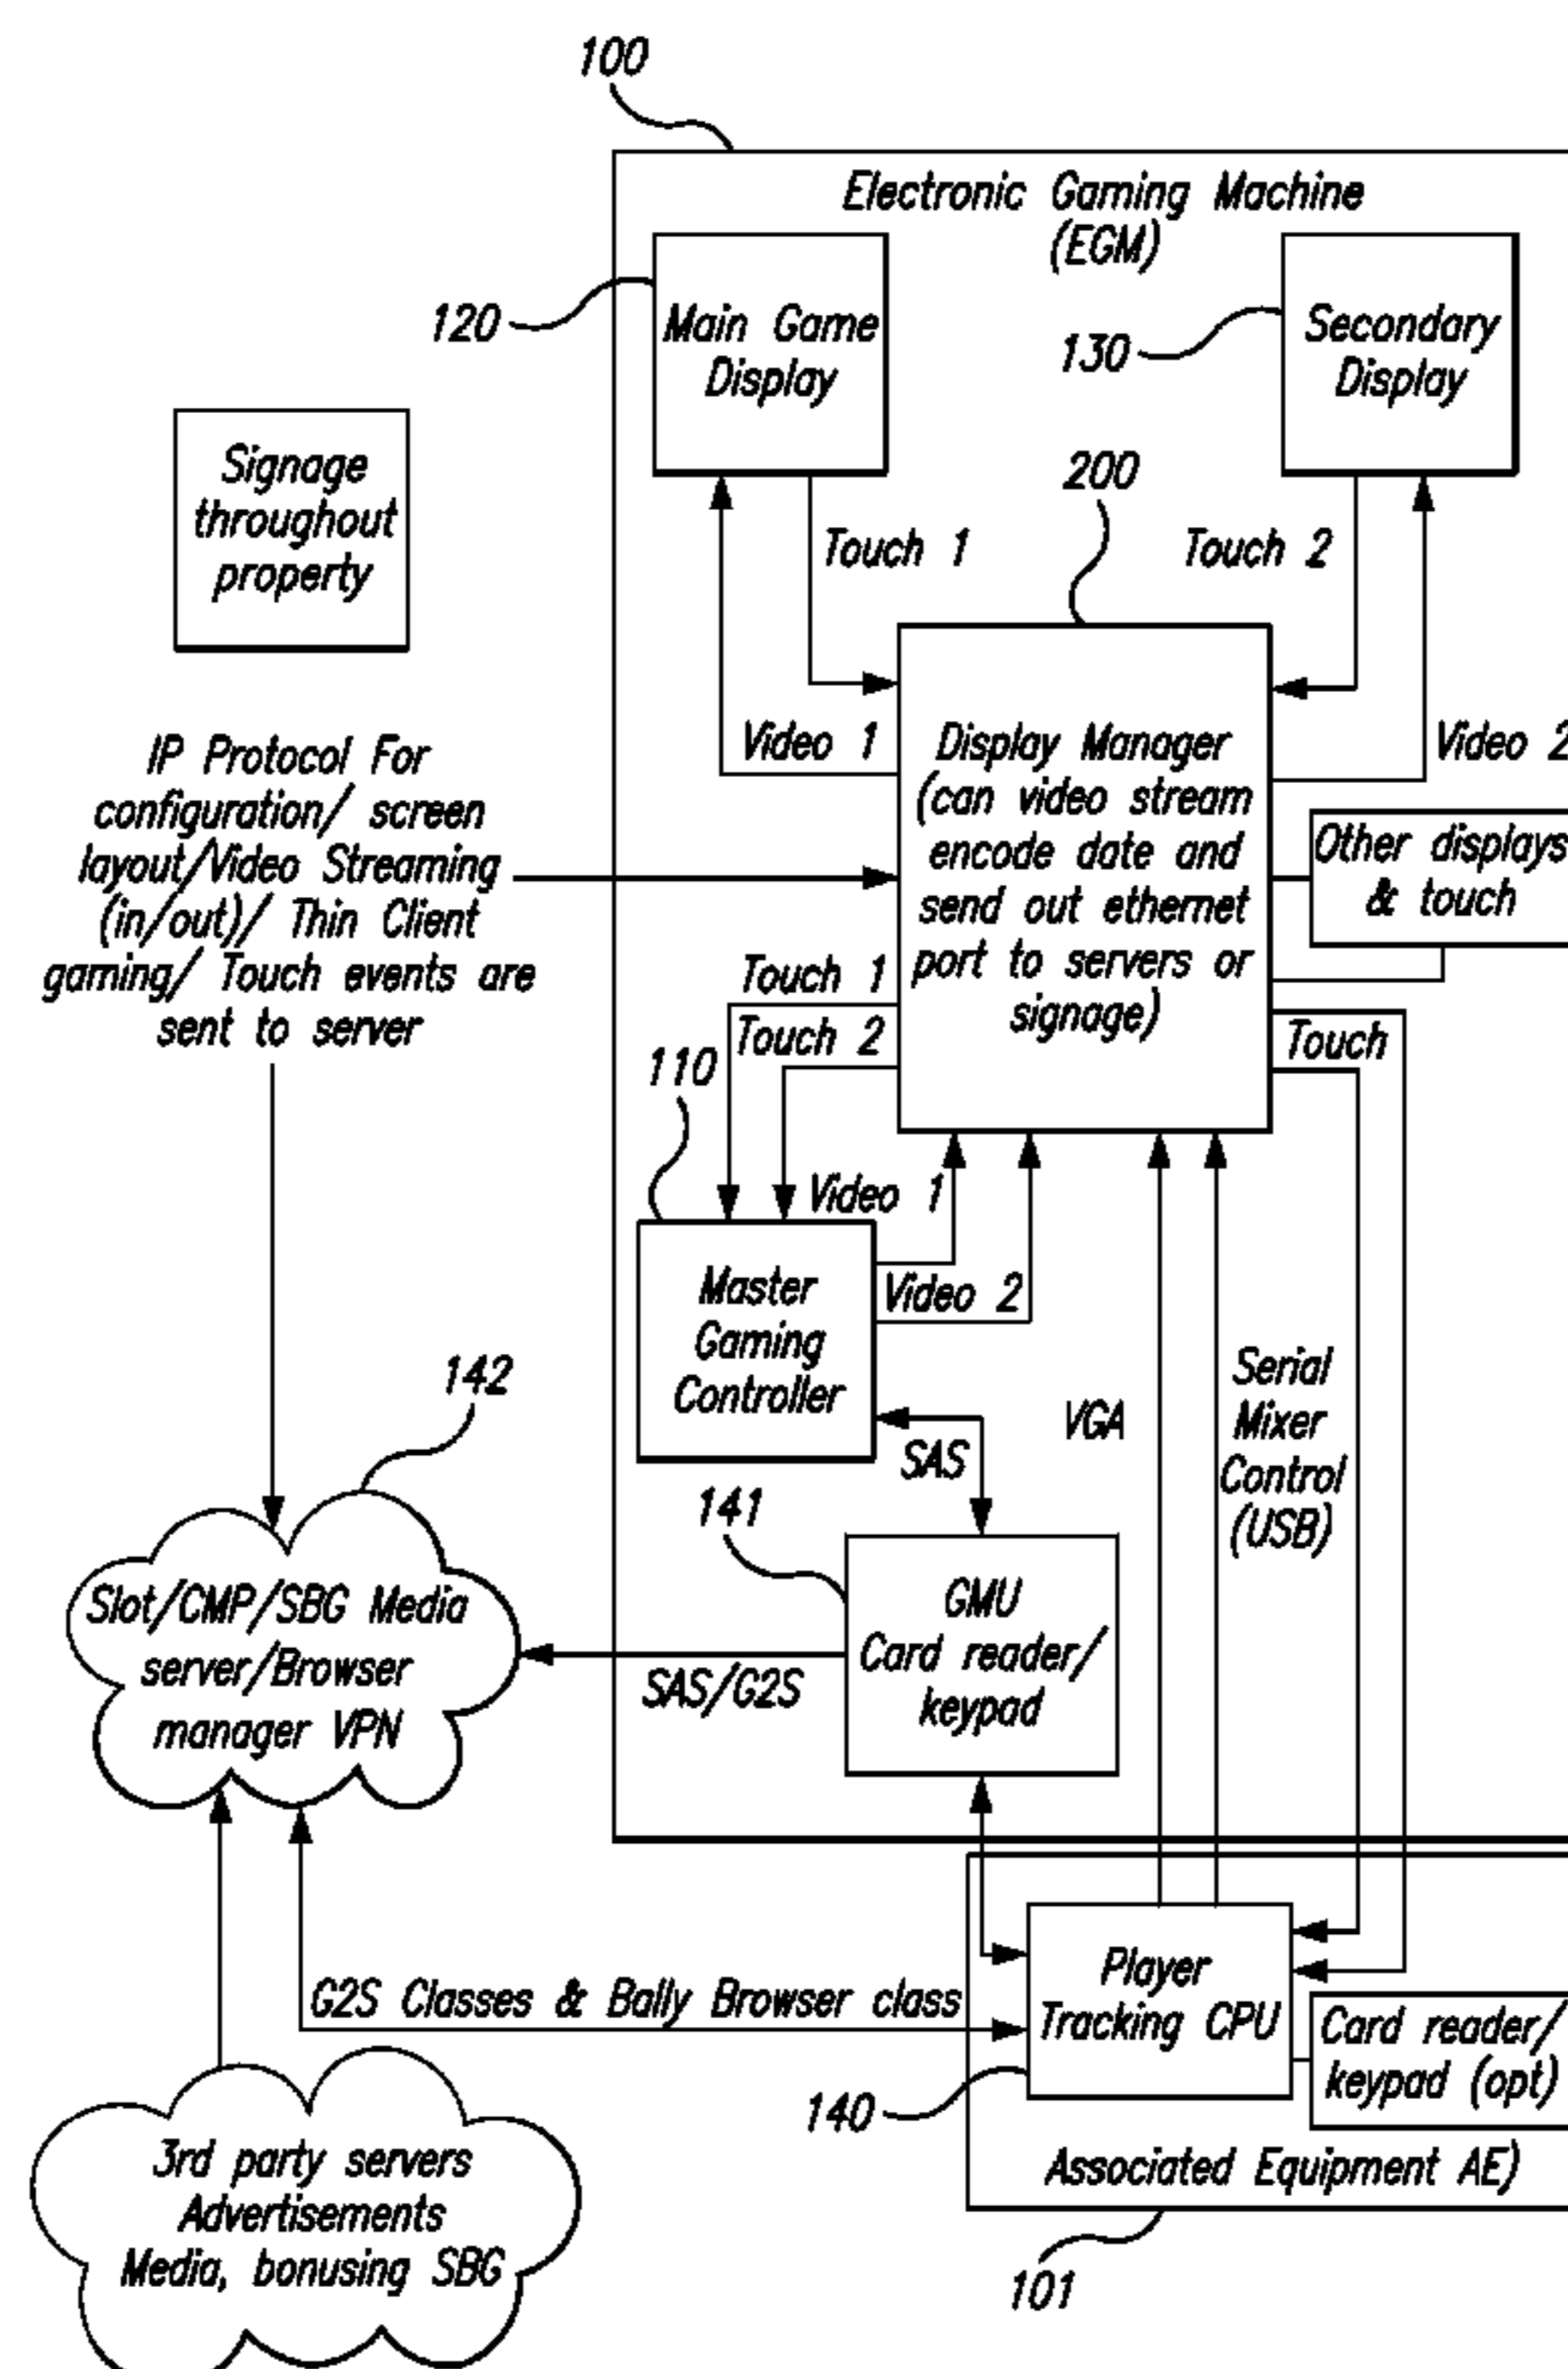 100
Electronic Gaming Machine
(EGM)
120
Main Game
Display
130
Secondary
Display
Signage
throughout
property
200
Touch 1
Touch 2
IP Protocol For
configuration/ screen
layout/Video Streaming
(in/out)/ Thin Client
gaming/ Touch events are
sent to server
Video 1
Display Manager
(can video stream
encode date and
send out ethernet
port to servers or
signage)
Video 2
Other displays
& touch
Touch 1
Touch 2
Touch
110
Video 1
Master
Gaming
Controller
Video 2
SAS
VGA
Serial
Mixer
Control
(USB)
142
141
Slot/CMP/SBG Media
server/Browser
manager VPN
SAS/G2S
GMU
Card reader/
keypad
G2S Classes & Bally Browser class
Player
Tracking CPU
Card reader/
keypad (opt)
140
Associated Equipment AE)
3rd party servers
Advertisements
Media, bonusing SBG
101